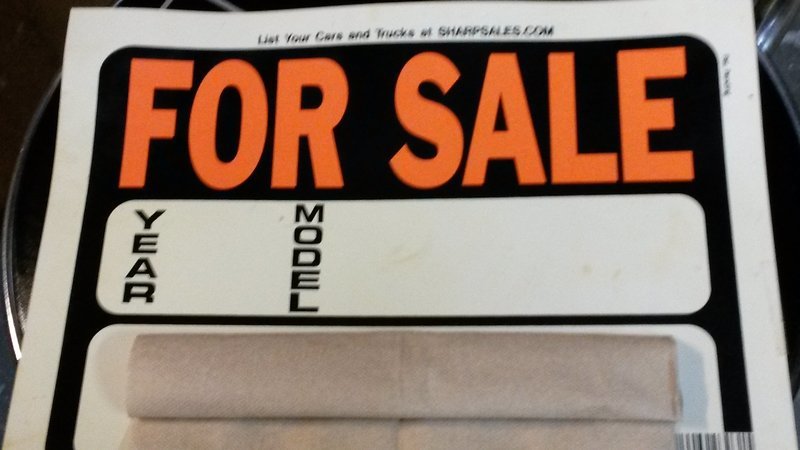 List Your Cars and Trucks at SHARPSALES.COM
FOR SALE
YEAR
MODEL